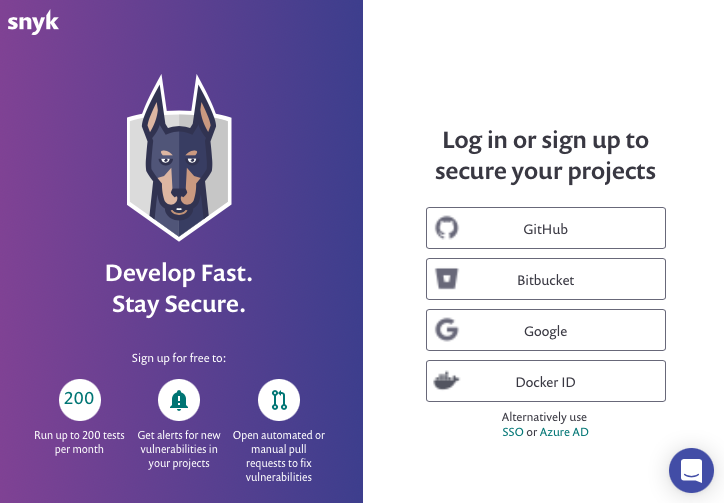 snyk
Develop Fast.
Stay Secure.
Sign up for free to:
200
Run up to 200 tests
per month
Get alerts for new
vulnerabilities in
your projects
Open automated or
manual pull
requests to fix
vulnerabilities
Log in or sign up to
secure your projects
GitHub
Bitbucket
Google
Docker ID
Alternatively use
SSO or Azure AD